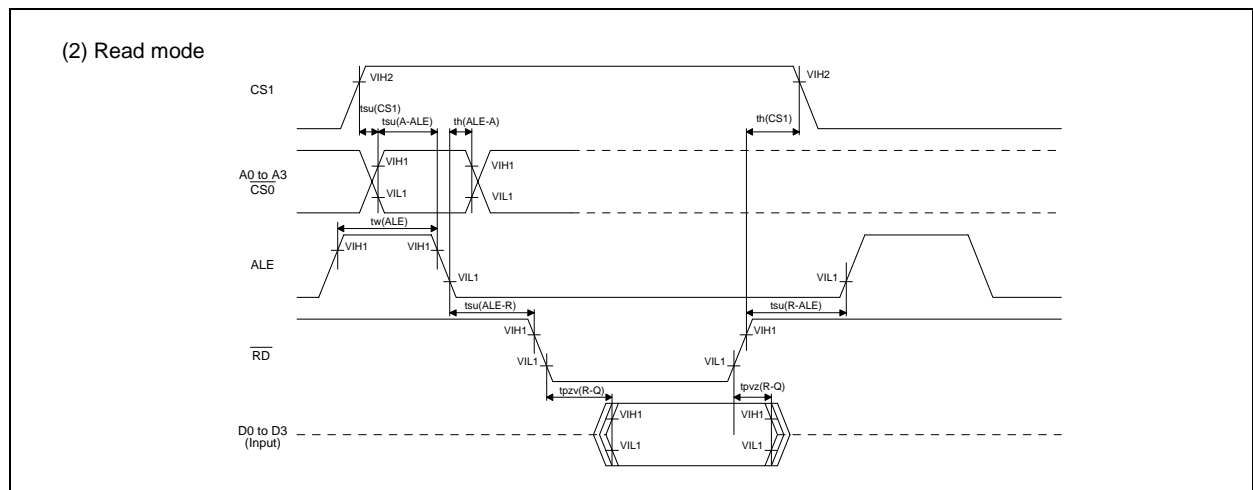 (2) Read mode
CS1
VIH2
VIH2
tsu(CS1)
tsu(A-ALE)
th(ALE-A)
th(CS1)
A0 to A3
CS0
VIH1
VIH1
VIL1
VIL1
tw(ALE)
ALE
VIH1
VIH1
VIL1
VIL1
tsu(ALE-R)
tsu(R-ALE)
RD
VIH1
VIH1
VIL1
VIL1
tpzv(R-Q)
tpvz(R-Q)
D0 to D3
(Input)
VIH1
VIH1
VIL1
VIL1